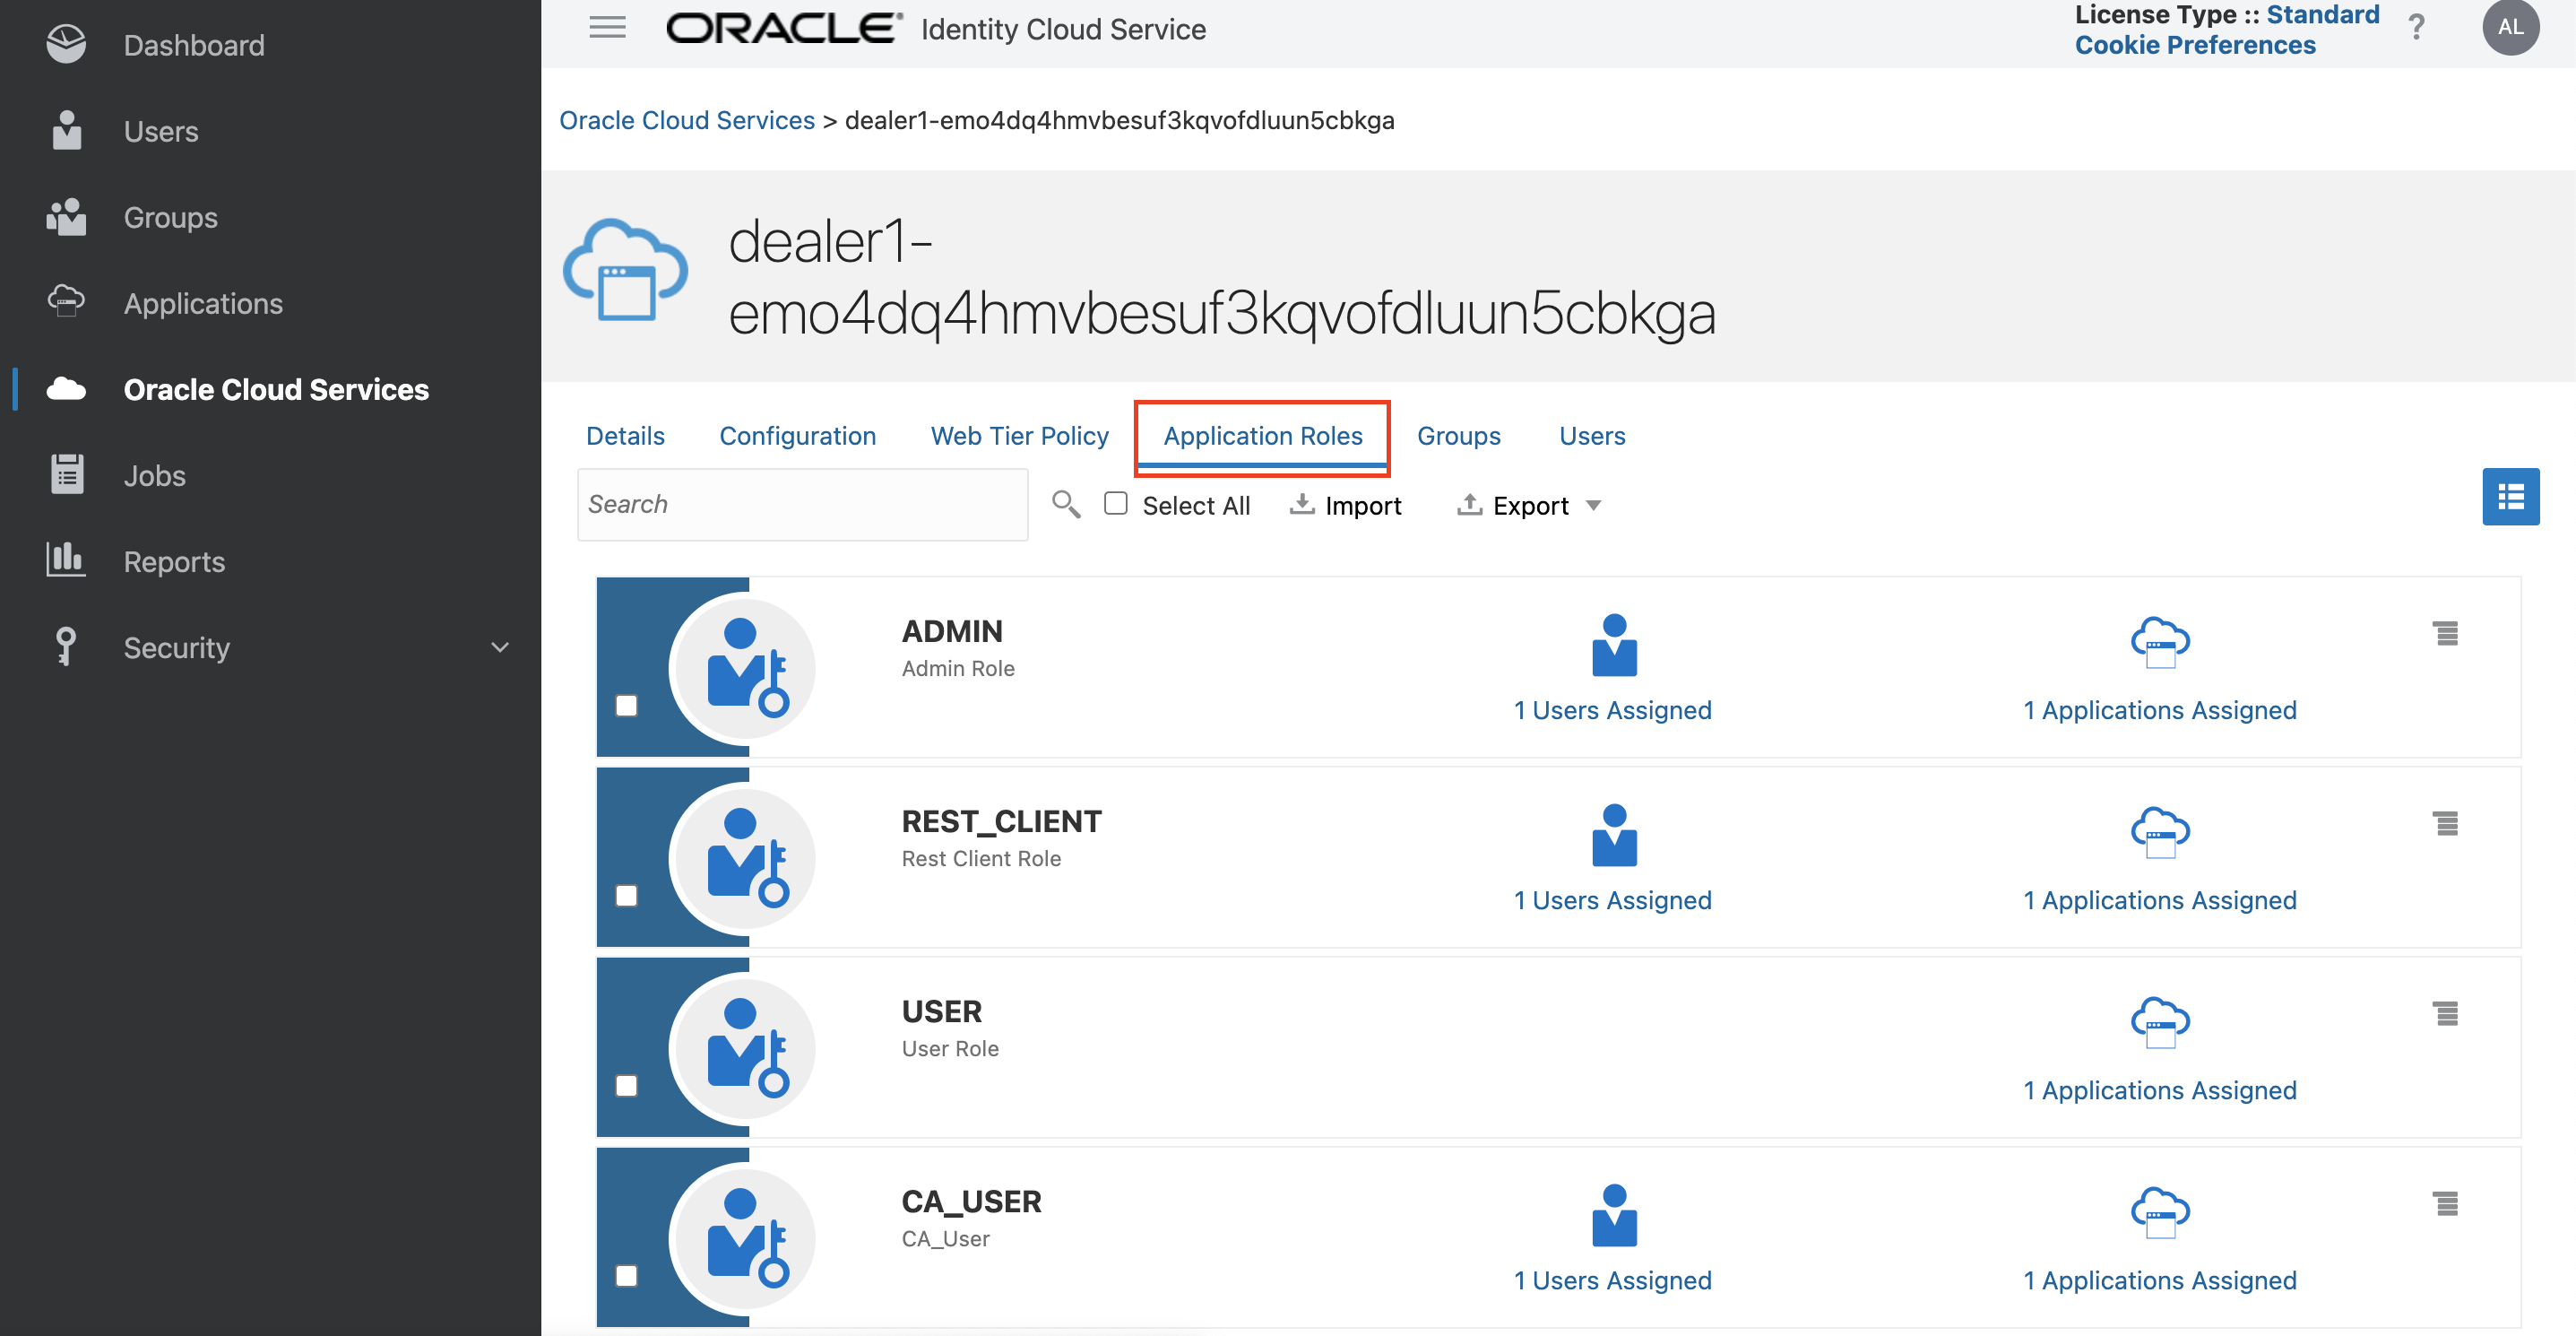 Dashboard
Users
Groups
Applications
Oracle Cloud Services
Jobs
Reports
Security
ORACLE® Identity Cloud Service
License Type :: Standard
Cookie Preferences
?
AL
Oracle Cloud Services > dealer1-emo4dq4hmvbesuf3kqvofdluun5cbkga
dealer1-
emo4dq4hmvbesuf3kqvofdluun5cbkga
Details Configuration Web Tier Policy Application Roles Groups Users
Search Select All Import Export
ADMIN
Admin Role
1 Users Assigned 1 Applications Assigned
REST_CLIENT
Rest Client Role
1 Users Assigned 1 Applications Assigned
USER
User Role
1 Applications Assigned
CA_USER
CA_User
1 Users Assigned 1 Applications Assigned